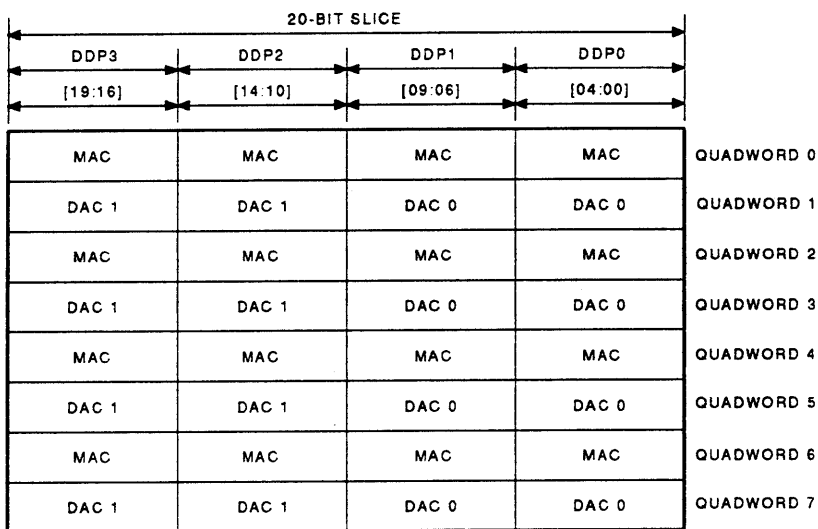 20-BIT SLICE
DDP3 DDP2 DDP1 DDP0
[19:16] [14:10] [09:06] [04:00]
MAC MAC MAC MAC QUADWORD 0
DAC 1 DAC 1 DAC 0 DAC 0 QUADWORD 1
MAC MAC MAC MAC QUADWORD 2
DAC 1 DAC 1 DAC 0 DAC 0 QUADWORD 3
MAC MAC MAC MAC QUADWORD 4
DAC 1 DAC 1 DAC 0 DAC 0 QUADWORD 5
MAC MAC MAC MAC QUADWORD 6
DAC 1 DAC 1 DAC 0 DAC 0 QUADWORD 7